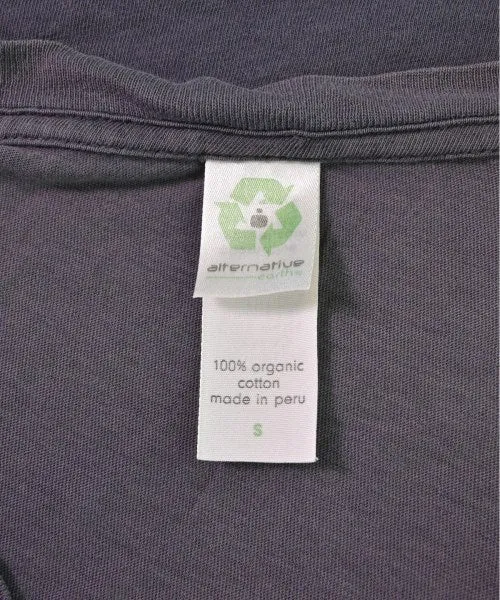 alternative
earth
100% organic
cotton
made in peru
S